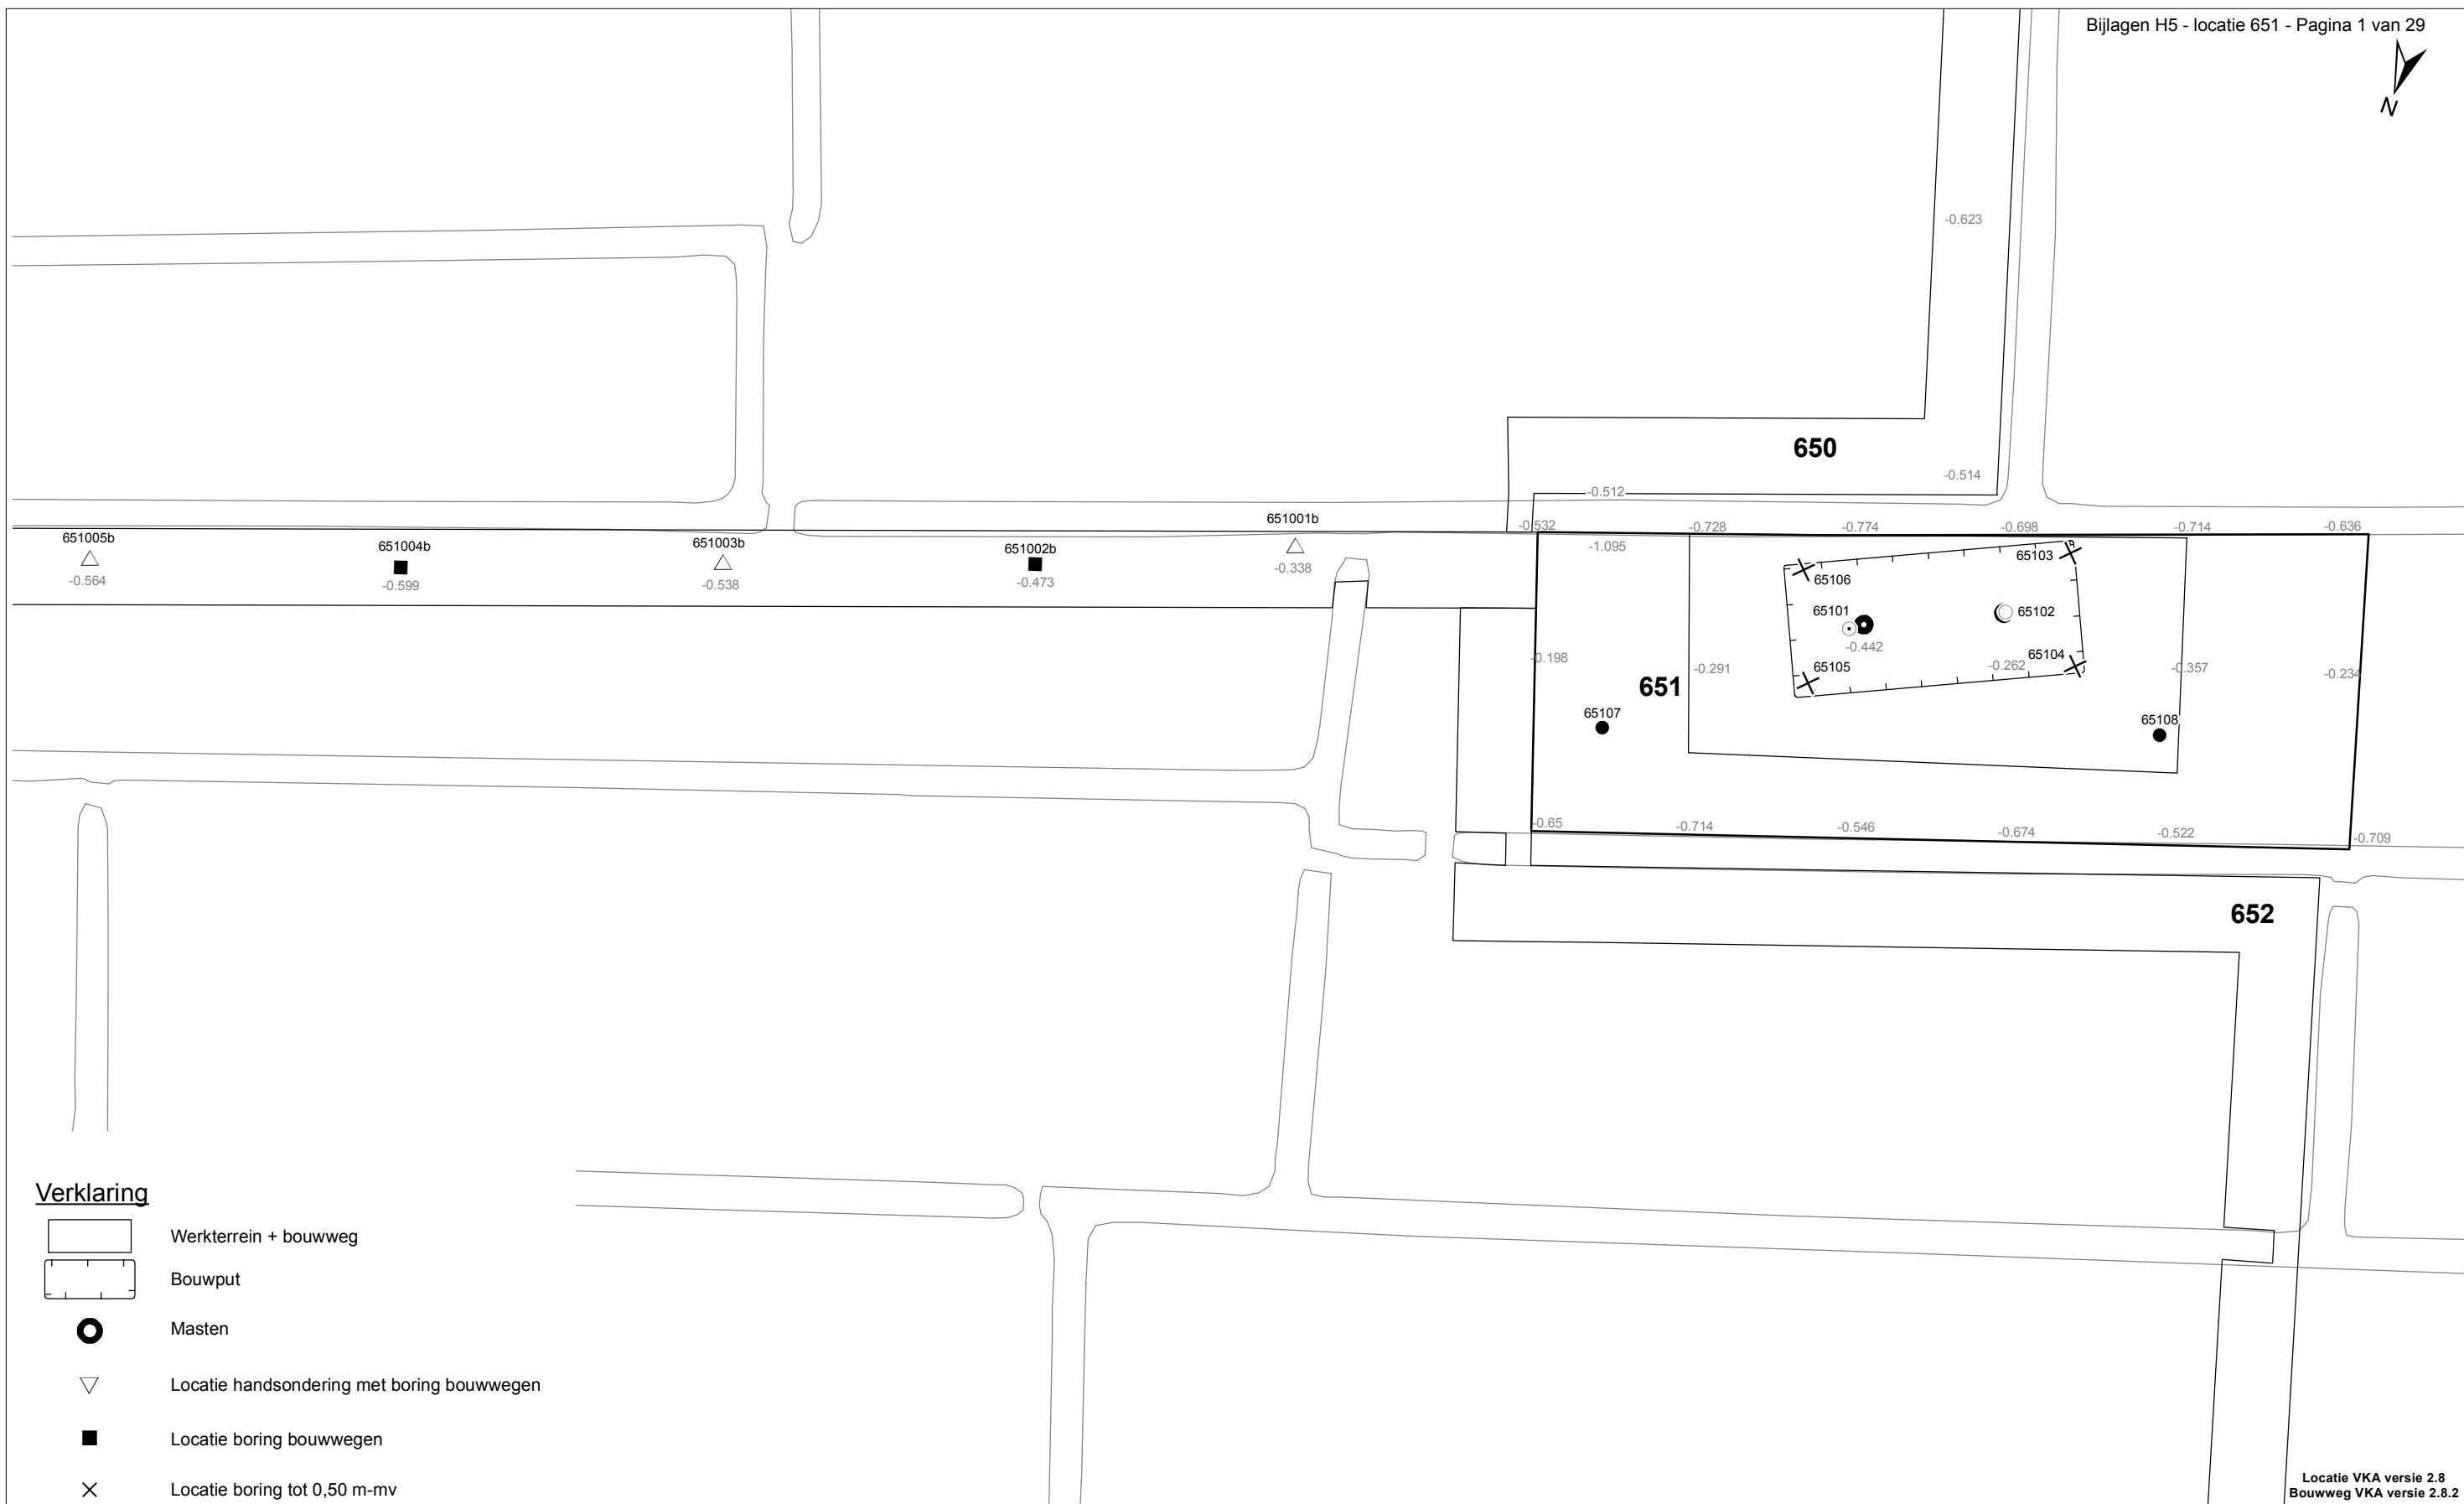 Bijlagen H5 - locatie 651 - Pagina 1 van 29
N
-0.623
650
-0.514
-0.512
651001b
-0.532
-0.728
-0.774
-0.698
-0.714
-0.636
651005b
651004b
651003b
651002b
-1.095
65103
-0.564
-0.599
-0.538
-0.473
-0.338
65106
65101
65102
-0.442
-0.198
-0.291
65105
-0.262
65104
-0.357
-0.234
651
65107
65108
-0.65
-0.714
-0.546
-0.674
-0.522
-0.709
652
Verklaring
Werkterrein + bouwweg
Bouwput
Masten
Locatie handsondering met boring bouwwegen
Locatie boring bouwwegen
Locatie boring tot 0,50 m-mv
Locatie VKA versie 2.8
Bouwweg VKA versie 2.8.2